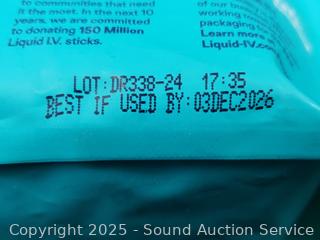 to communities that need
it the most. In the next 10
years, we are committed
to donating 150 Million
Liquid I.V. sticks.
of our bus
working
packaging
Learn more
Liquid-IV.co
LOT:DR338-24 17:35
BEST IF USED BY:03DEC2026
Copyright 2025 - Sound Auction Service